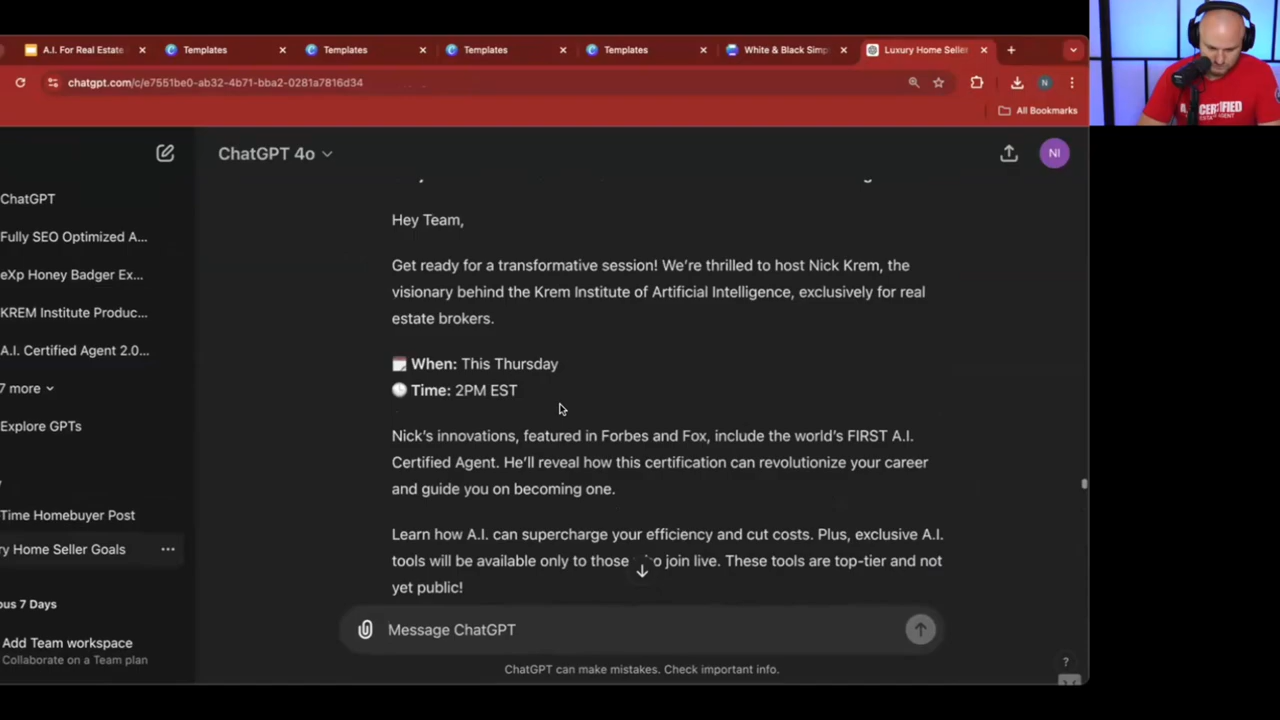 A.I. For Real Estate
Templates
Templates
Templates
Templates
White & Black Simp
Luxury Home Seller
chatgpt.com/c/e7551be0-ab32-4b71-bba2-0281a7816d34
N
All Bookmarks
ChatGPT 4o
NI
ChatGPT
Fully SEO Optimized A...
eXp Honey Badger Ex...
KREM Institute Produc...
A.I. Certified Agent 2.0...
7 more
Explore GPTs
Time Homebuyer Post
ry Home Seller Goals
ous 7 Days
Add Team workspace
Collaborate on a Team plan
Hey Team,
Get ready for a transformative session! We're thrilled to host Nick Krem, the
visionary behind the Krem Institute of Artificial Intelligence, exclusively for real
estate brokers.
When: This Thursday
Time: 2PM EST
Nick's innovations, featured in Forbes and Fox, include the world's FIRST A.I.
Certified Agent. He'll reveal how this certification can revolutionize your career
and guide you on becoming one.
Learn how A.I. can supercharge your efficiency and cut costs. Plus, exclusive A.I.
tools will be available only to those who join live. These tools are top-tier and not
yet public!
Message ChatGPT
ChatGPT can make mistakes. Check important info.
?
CERTIFIED